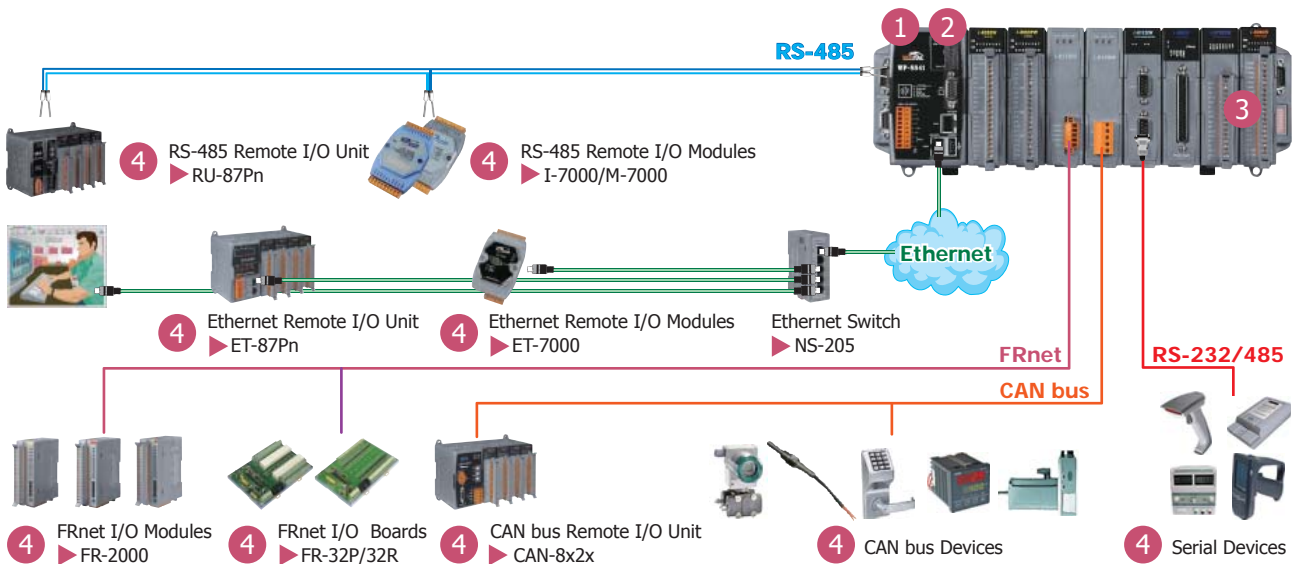 1
2
RS-485
WP-8841
3
4
RS-485 Remote I/O Unit
RU-87Pn
4
RS-485 Remote I/O Modules
I-7000/M-7000
Ethernet
4
Ethernet Remote I/O Unit
ET-87Pn
4
Ethernet Remote I/O Modules
ET-7000
Ethernet Switch
NS-205
FRnet
RS-232/485
CAN bus
4
FRnet I/O Modules
FR-2000
4
FRnet I/O Boards
FR-32P/32R
4
CAN bus Remote I/O Unit
CAN-8x2x
4
CAN bus Devices
4
Serial Devices